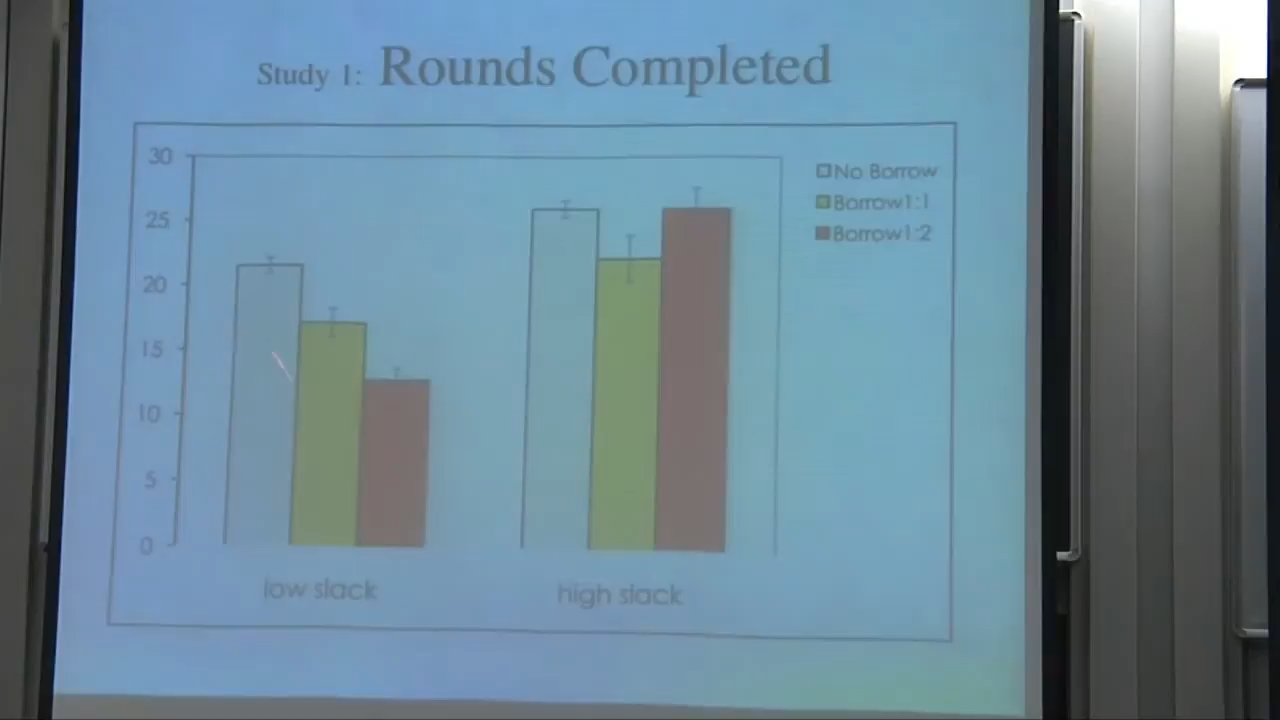 Study 1: Rounds Completed
30
25
20
15
10
5
0
No Borrow
Borrow1:1
Borrow1:2
low slack
high slack